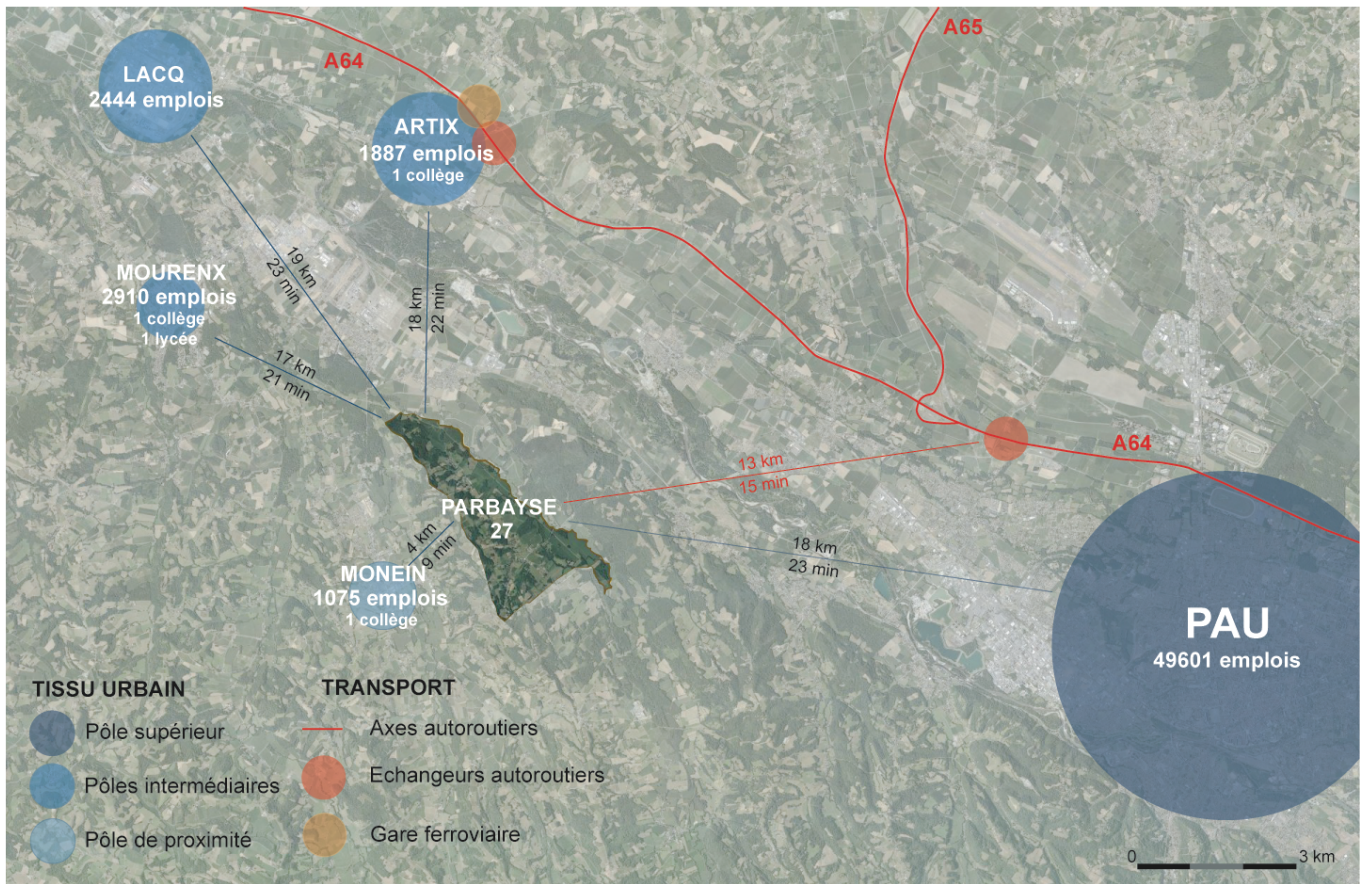 A65
A64
LACQ
2444 emplois
ARTIX
1887 emplois
1 collège
MOURENX
2910 emplois
1 collège
1 lycée
19 km
23 min
18 km
22 min
17 km
21 min
A64
13 km
15 min
PARBAYSE
27
4 km
9 min
18 km
23 min
MONEIN
1075 emplois
1 collège
PAU
49601 emplois
TISSU URBAIN
Pôle supérieur
Pôles intermédiaires
Pôle de proximité
TRANSPORT
Axes autoroutiers
Echangeurs autoroutiers
Gare ferroviaire
0
3 km